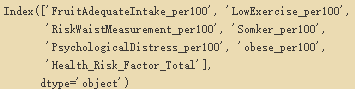 Index(['FruitAdequateIntake_per100', 'LowExercise_per100',
'RiskWaistMeasurement_per100', 'Somker_per100',
'PsychologicalDistress_per100', 'obese_per100',
'Health_Risk_Factor_Total'],
dtype='object')